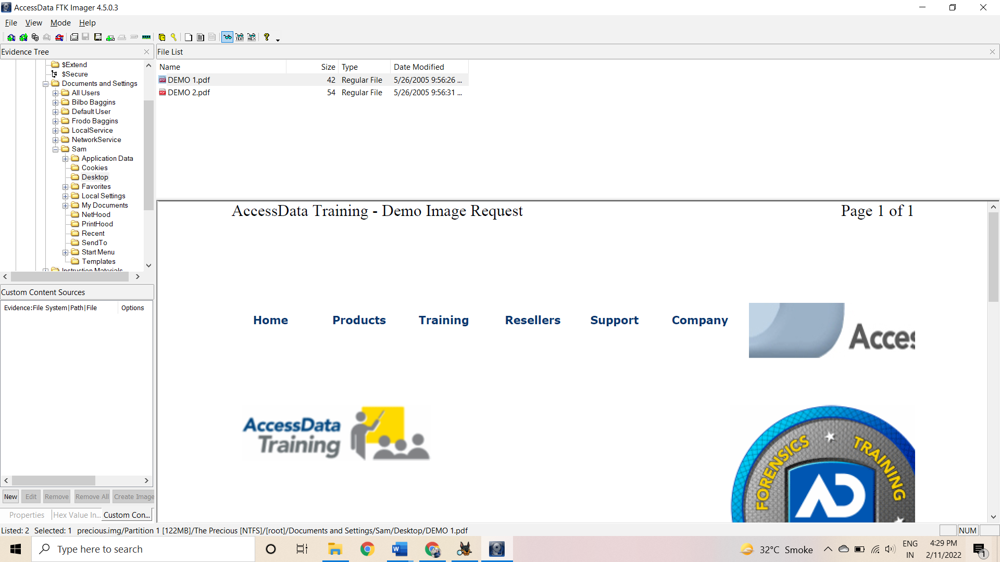 AccessData FTK Imager 4.5.0.3
File View Mode Help
Evidence Tree
$Extend
$Secure
Documents and Settings
All Users
Bilbo Baggins
Default User
Frodo Baggins
LocalService
NetworkService
Sam
Application Data
Cookies
Desktop
Favorites
Local Settings
My Documents
NetHood
PrintHood
Recent
SendTo
Start Menu
Templates
Instruction Materials
Custom Content Sources
Evidence:File System|Path|File Options
New Edit Remove Remove All Create Image
Properties Hex Value In... Custom Con...
File List
Name Size Type Date Modified
DEMO 1.pdf 42 Regular File 5/26/2005 9:56:26 ...
DEMO 2.pdf 54 Regular File 5/26/2005 9:56:31 ...
AccessData Training - Demo Image Request Page 1 of 1
Home Products Training Resellers Support Company
Acces
AccessData
Training
FORENSICS TRAINING
AD
Listed: 2 Selected: 1 precious.img/Partition 1 [122MB]/The Precious [NTFS]/[root]/Documents and Settings/Sam/Desktop/DEMO 1.pdf
NUM
Type here to search
32°C Smoke
ENG
IN
4:29 PM
2/11/2022
1